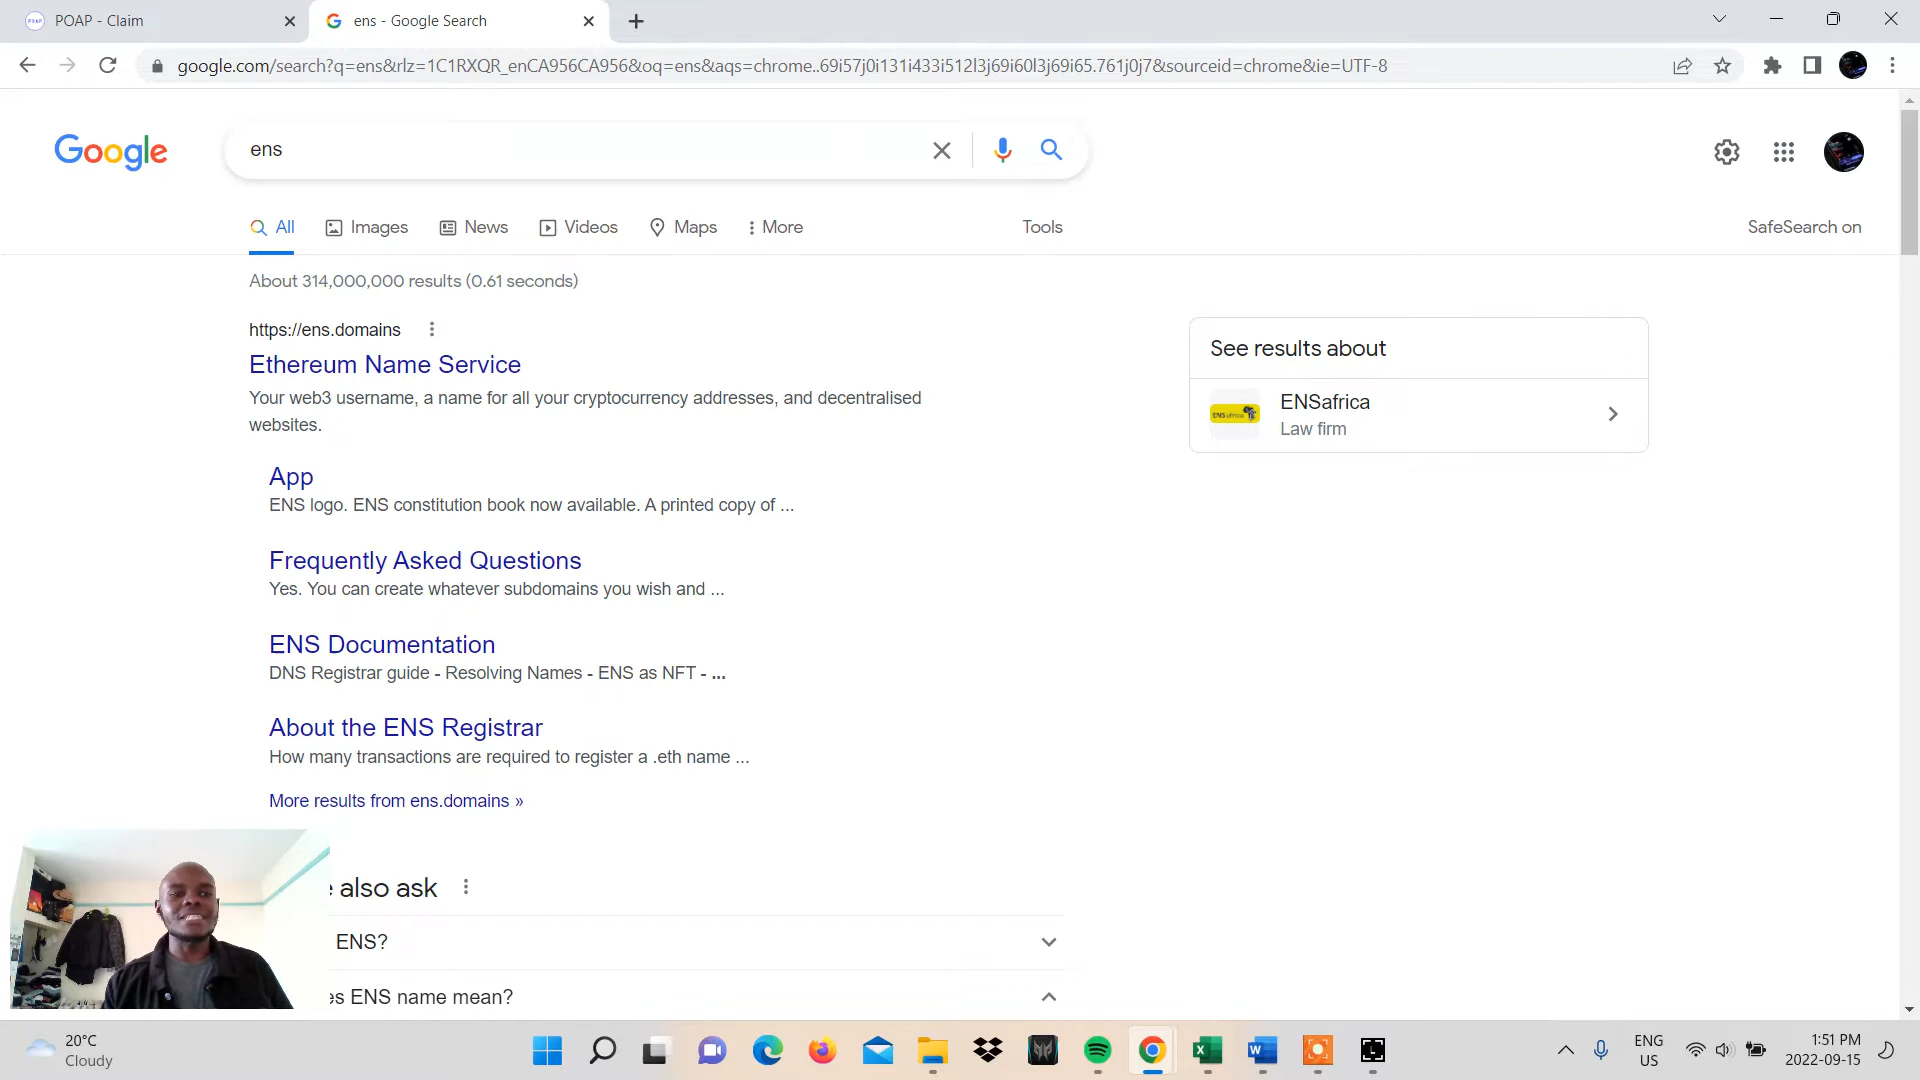 POAP - Claim
ens - Google Search
google.com/search?q=ens&rlz=1C1RXQR_enCA956CA956&oq=ens&aqs=chrome..69i57j0i131i433i512l3j69i60l3j69i65.761j0j7&sourceid=chrome&ie=UTF-8
Google
ens
All
Images
News
Videos
Maps
More
Tools
SafeSearch on
About 314,000,000 results (0.61 seconds)
https://ens.domains
Ethereum Name Service
Your web3 username, a name for all your cryptocurrency addresses, and decentralised
websites.
App
ENS logo. ENS constitution book now available. A printed copy of ...
Frequently Asked Questions
Yes. You can create whatever subdomains you wish and ...
ENS Documentation
DNS Registrar guide - Resolving Names - ENS as NFT - ...
About the ENS Registrar
How many transactions are required to register a .eth name ...
More results from ens.domains »
See results about
ENSafrica
Law firm
also ask
ENS?
es ENS name mean?
20°C
Cloudy
ENG
US
1:51 PM
2022-09-15